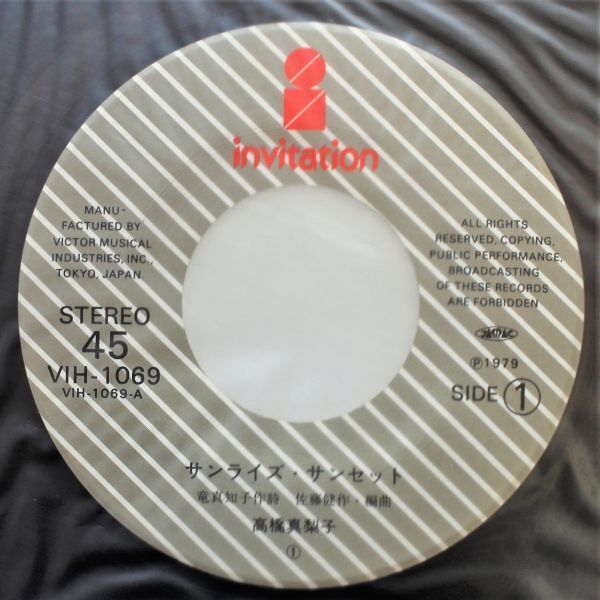 invitation
MANU-
FACTURED BY
VICTOR MUSICAL
INDUSTRIES, INC.,
TOKYO, JAPAN
STEREO
45
VIH-1069
VIH-1069-A
ALL RIGHTS
RESERVED, COPYING,
PUBLIC PERFORMANCE,
BROADCASTING
OF THESE RECORDS
ARE FORBIDDEN
JASRAC
Ⓟ1979
SIDE ①
サンライズ・サンセット
竜真知子作詩 佐藤健作・編曲
高橋真梨子
①